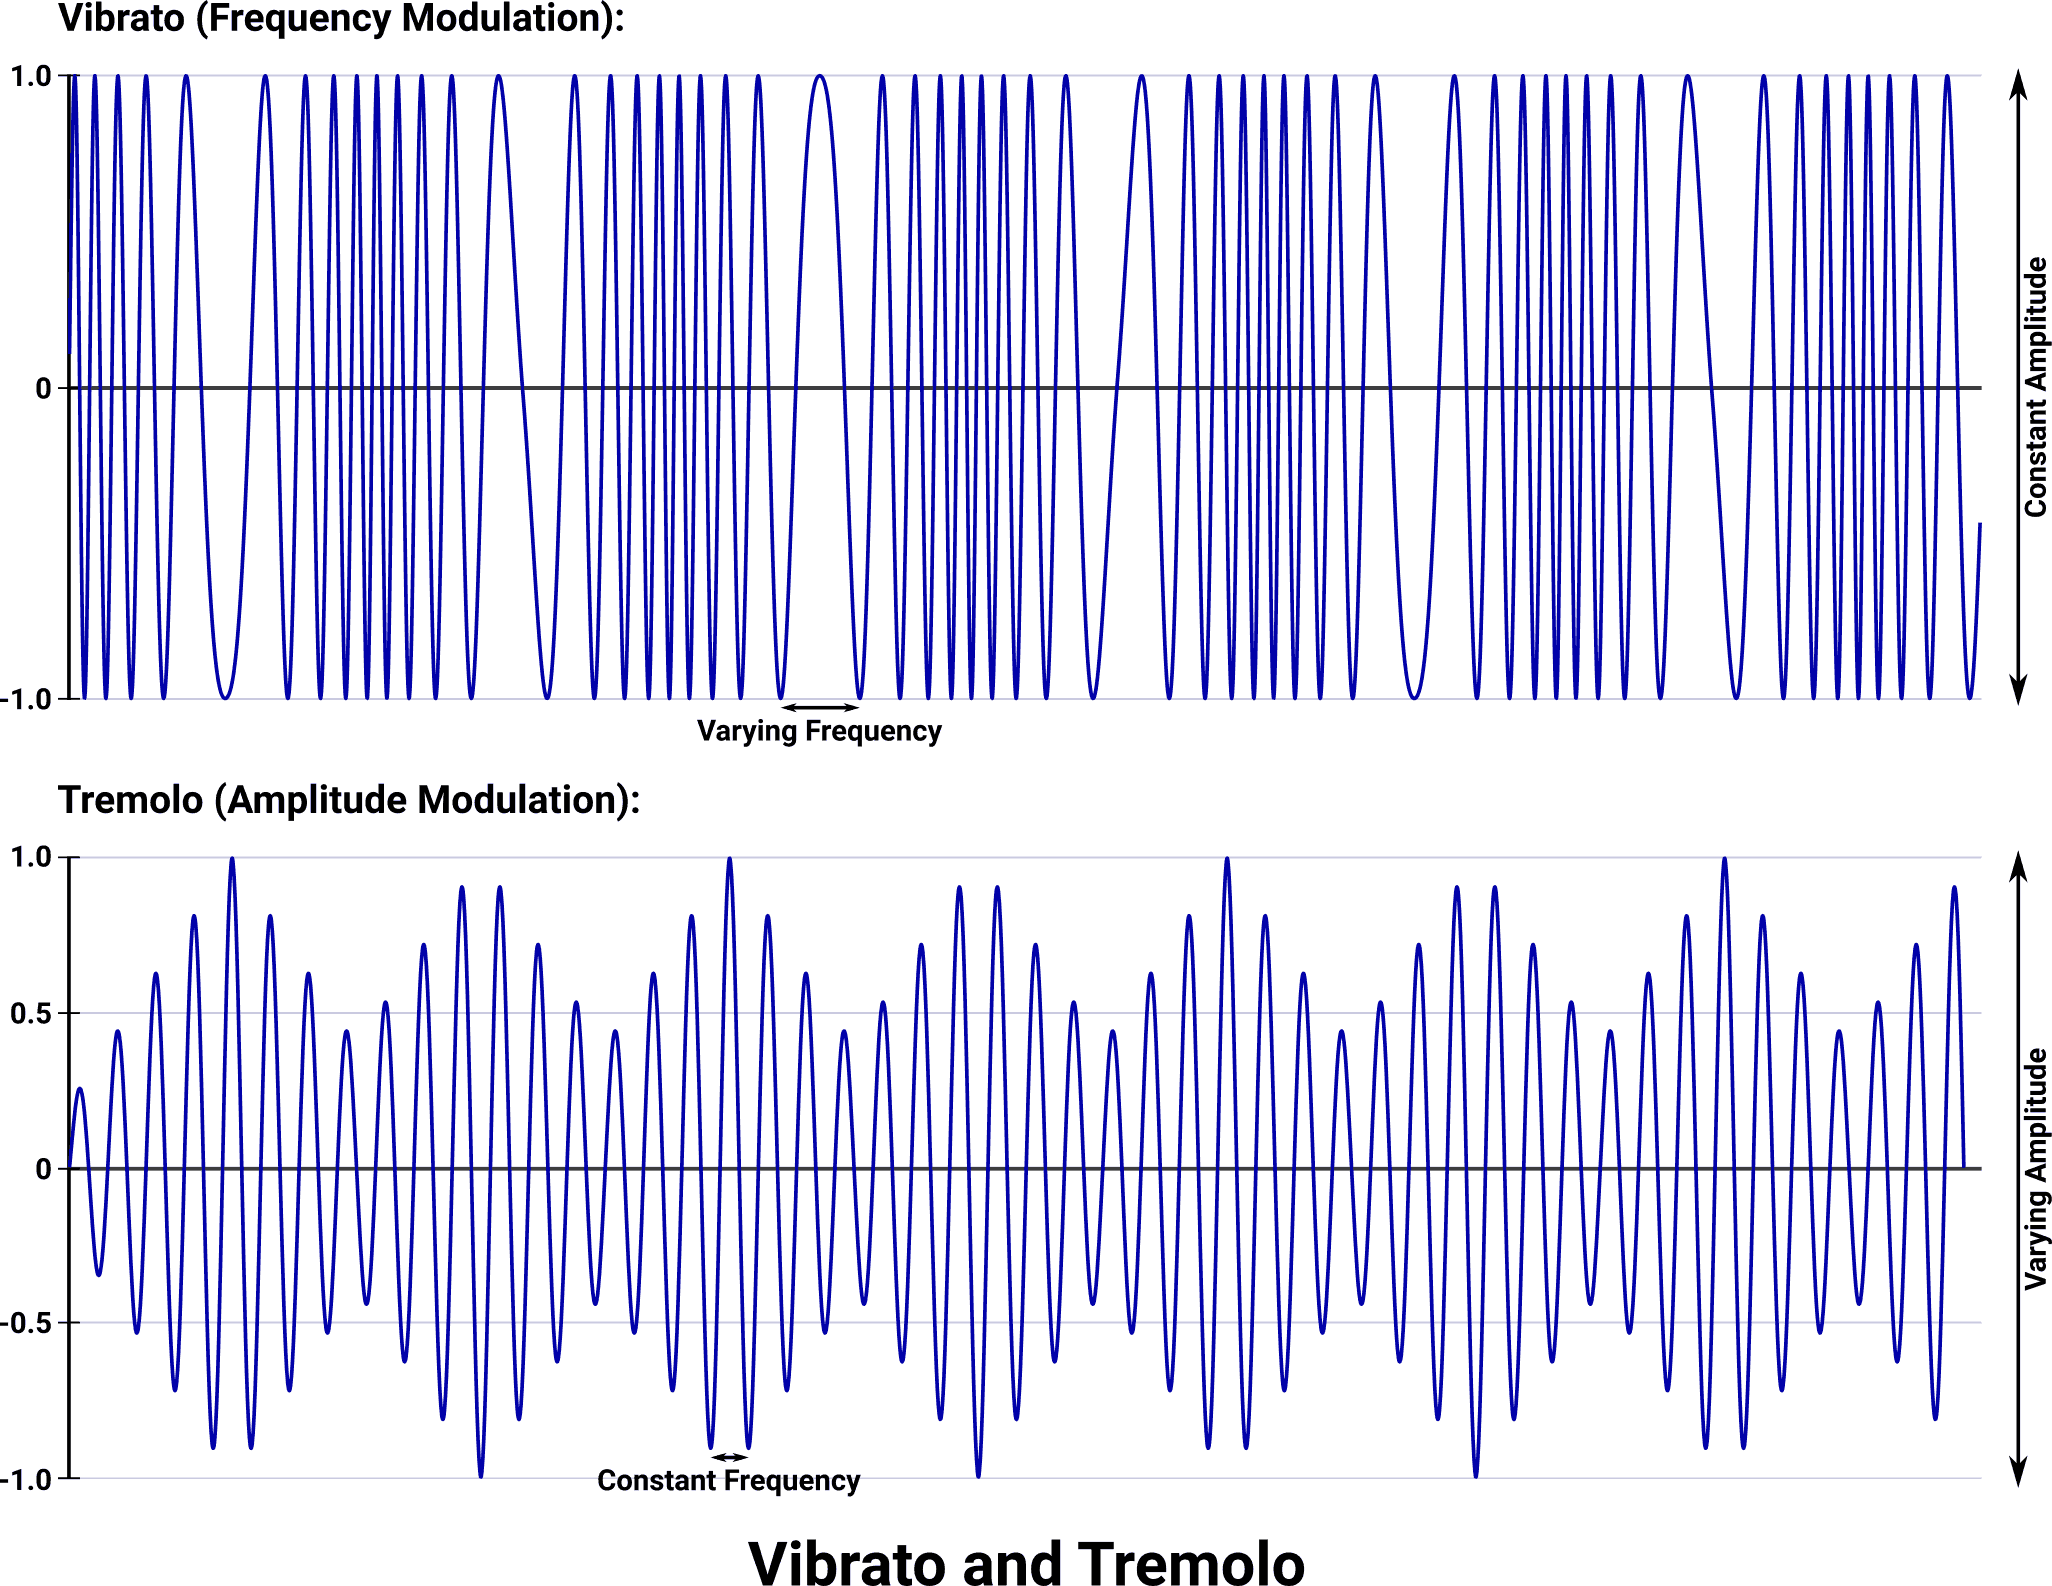 Vibrato (Frequency Modulation):
1.0
0
-1.0
Constant Amplitude
Varying Frequency
Tremolo (Amplitude Modulation):
1.0
0.5
0
-0.5
-1.0
Varying Amplitude
Constant Frequency
Vibrato and Tremolo